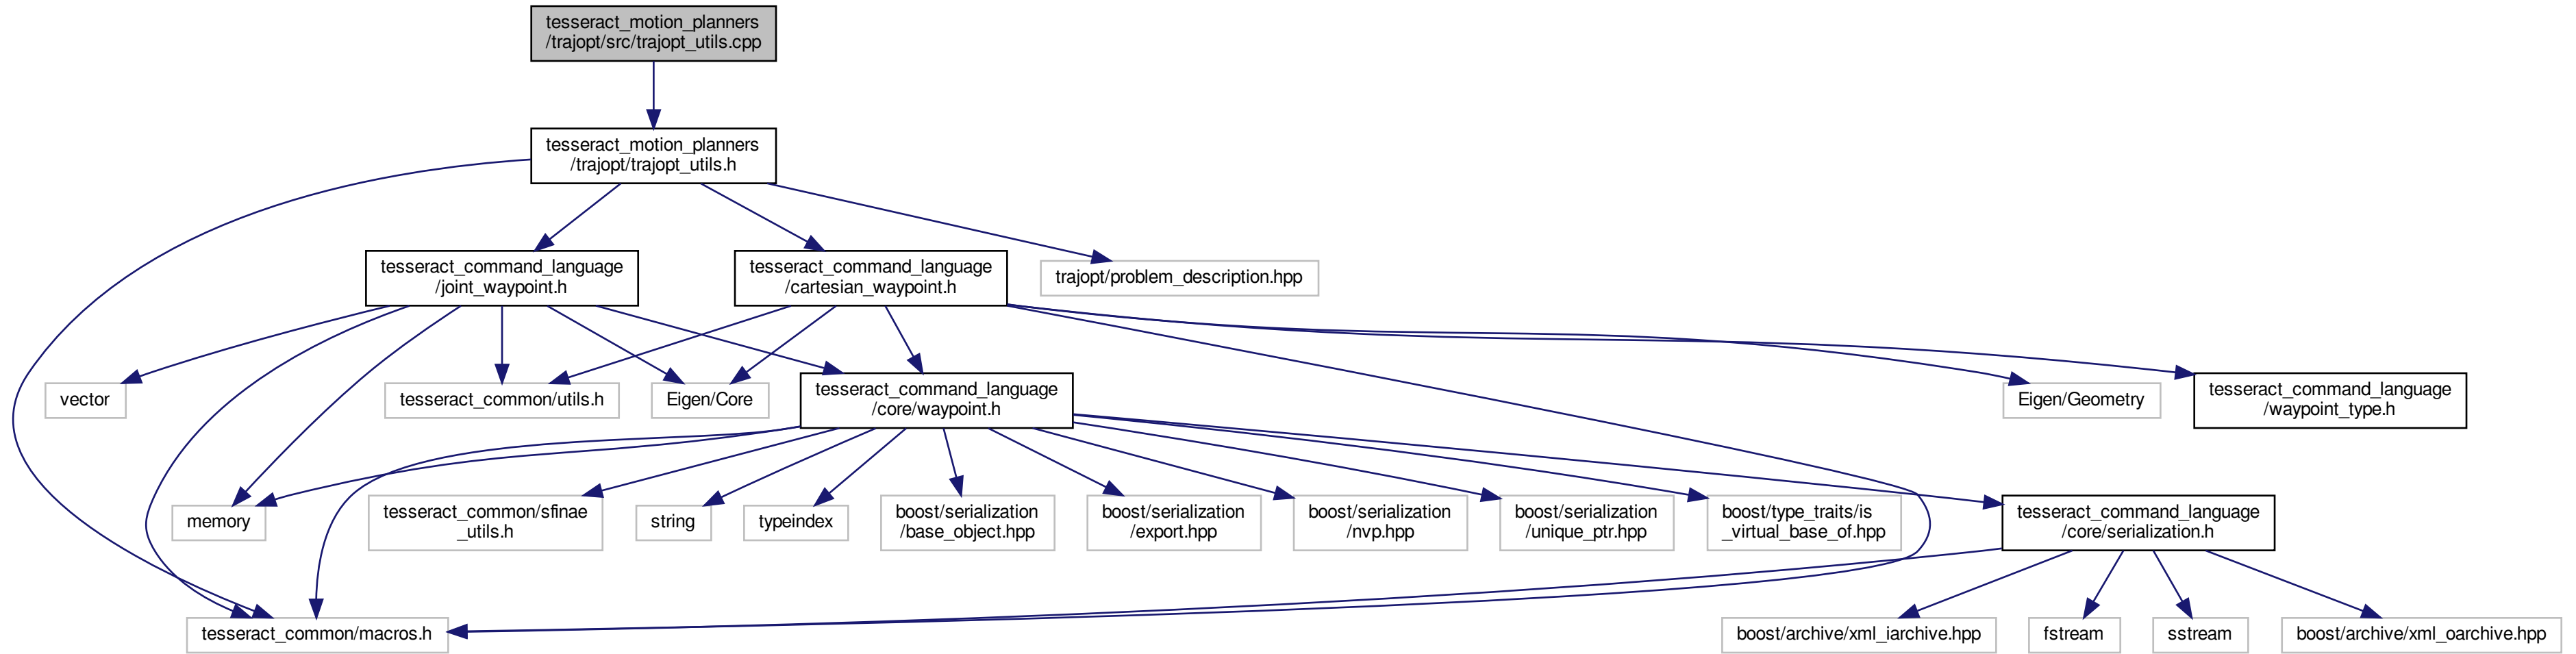 tesseract_motion_planners
/trajopt/src/trajopt_utils.cpp
tesseract_motion_planners
/trajopt/trajopt_utils.h
tesseract_command_language
/joint_waypoint.h
tesseract_command_language
/cartesian_waypoint.h
trajopt/problem_description.hpp
vector
tesseract_common/utils.h
Eigen/Core
tesseract_command_language
/core/waypoint.h
Eigen/Geometry
tesseract_command_language
/waypoint_type.h
memory
tesseract_common/sfinae
_utils.h
string
typeindex
boost/serialization
/base_object.hpp
boost/serialization
/export.hpp
boost/serialization
/nvp.hpp
boost/serialization
/unique_ptr.hpp
boost/type_traits/is
_virtual_base_of.hpp
tesseract_command_language
/core/serialization.h
tesseract_common/macros.h
boost/archive/xml_iarchive.hpp
fstream
sstream
boost/archive/xml_oarchive.hpp